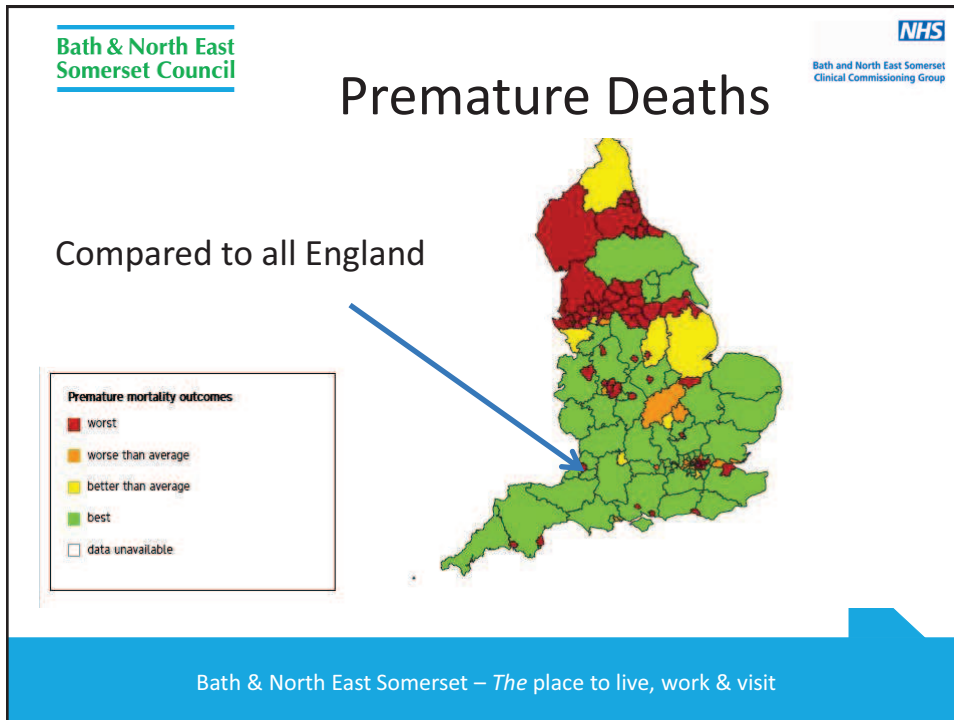 Bath & North East
Somerset Council
NHS
Bath and North East Somerset
Clinical Commissioning Group
Premature Deaths
Compared to all England
Premature mortality outcomes
worst
worse than average
better than average
best
data unavailable
Bath & North East Somerset – The place to live, work & visit